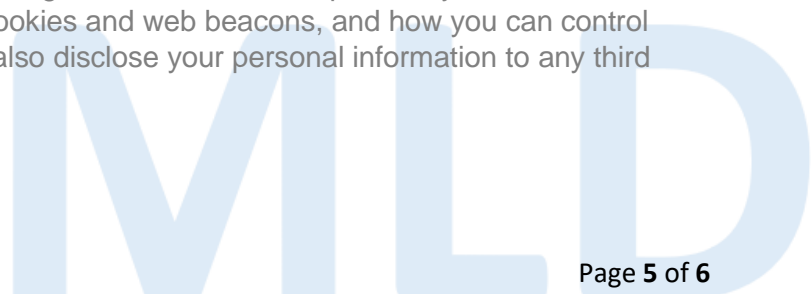 ookies and web beacons, and how you can control
also disclose your personal information to any third
MLD
Page 5 of 6